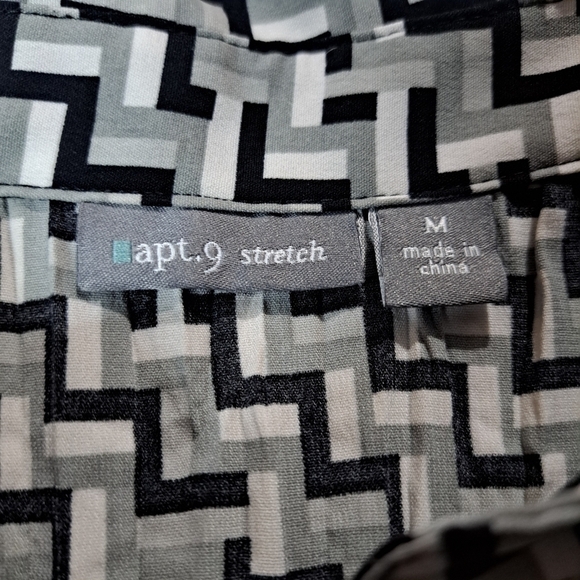 apt.9 stretch
M
made in
china